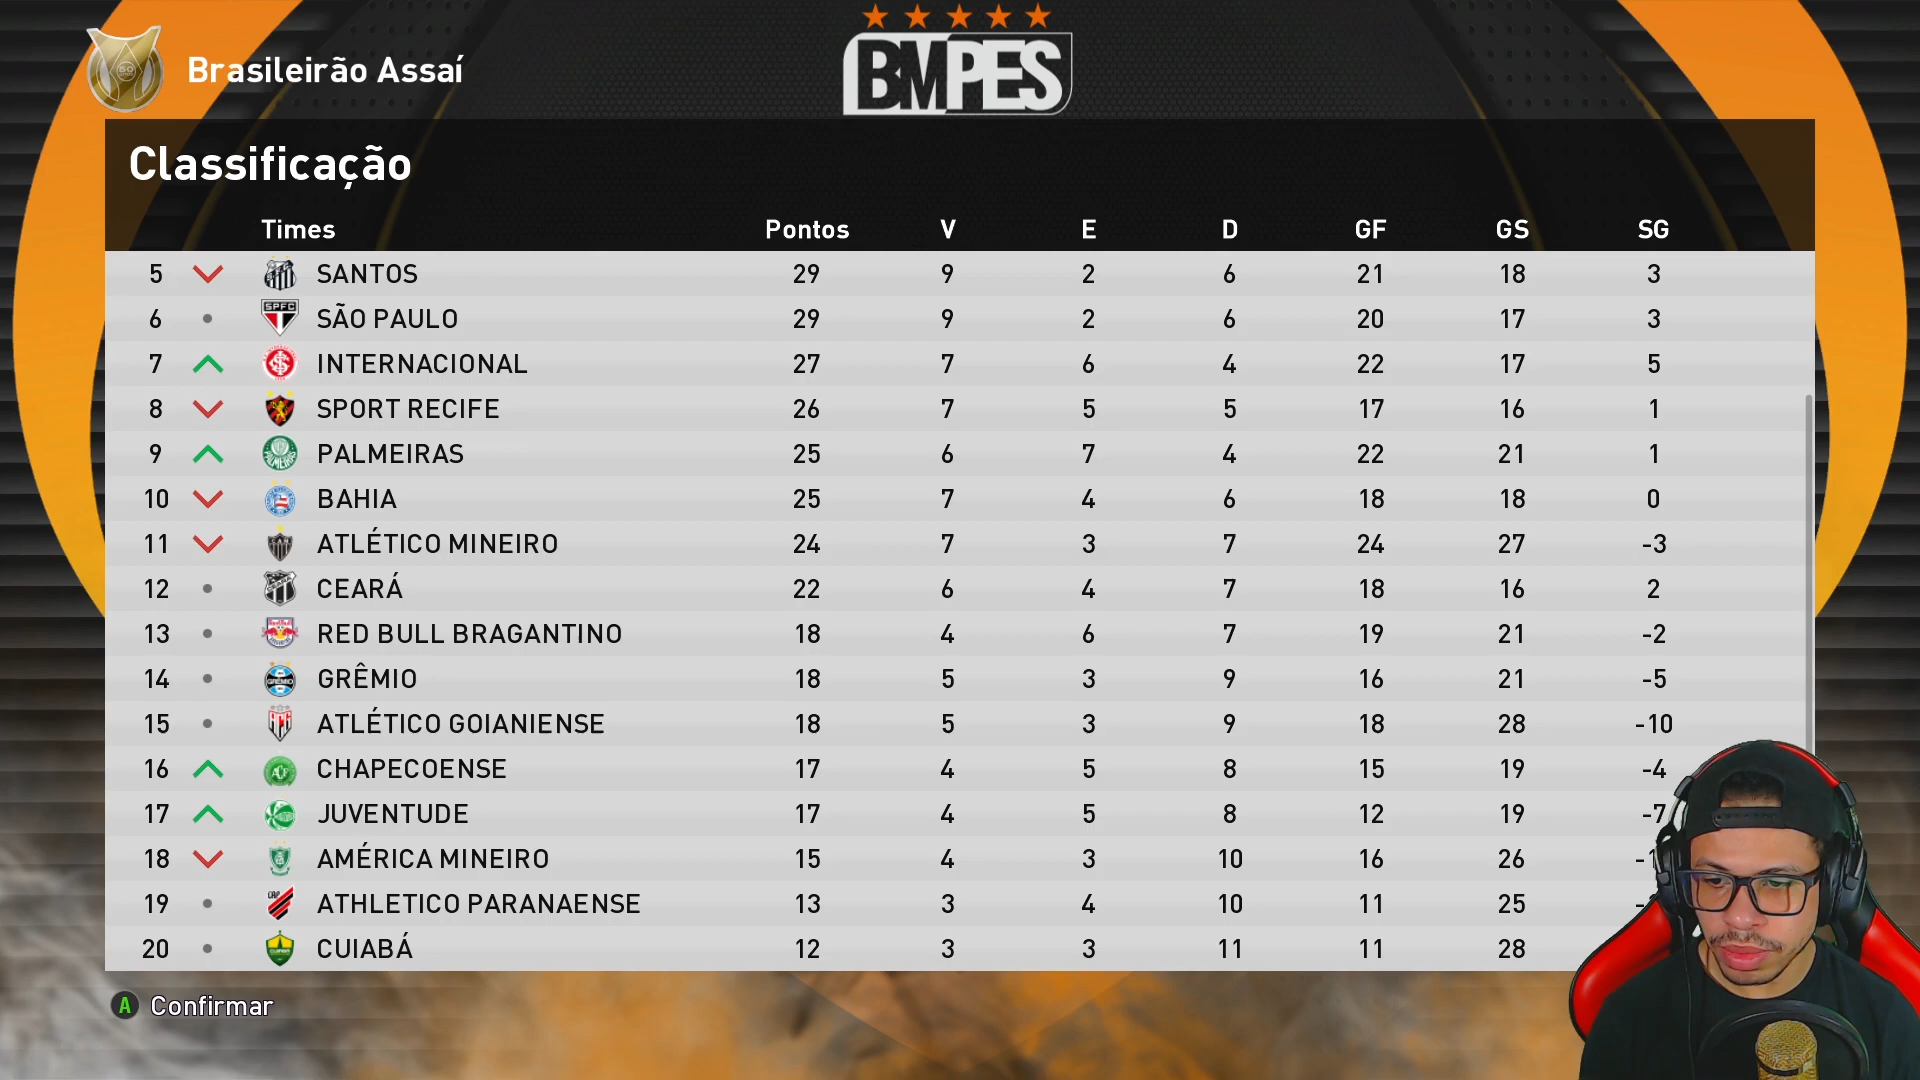 ★★★★★
BMPES
Brasileirão Assaí
Classificação
Times Pontos V E D GF GS SG
5 SANTOS 29 9 2 6 21 18 3
6 SÃO PAULO 29 9 2 6 20 17 3
7 INTERNACIONAL 27 7 6 4 22 17 5
8 SPORT RECIFE 26 7 5 5 17 16 1
9 PALMEIRAS 25 6 7 4 22 21 1
10 BAHIA 25 7 4 6 18 18 0
11 ATLÉTICO MINEIRO 24 7 3 7 24 27 -3
12 CEARÁ 22 6 4 7 18 16 2
13 RED BULL BRAGANTINO 18 4 6 7 19 21 -2
14 GRÊMIO 18 5 3 9 16 21 -5
15 ATLÉTICO GOIANIENSE 18 5 3 9 18 28 -10
16 CHAPECOENSE 17 4 5 8 15 19 -4
17 JUVENTUDE 17 4 5 8 12 19 -7
18 AMÉRICA MINEIRO 15 4 3 10 16 26
19 ATHLETICO PARANAENSE 13 3 4 10 11 25
20 CUIABÁ 12 3 3 11 11 28
A Confirmar